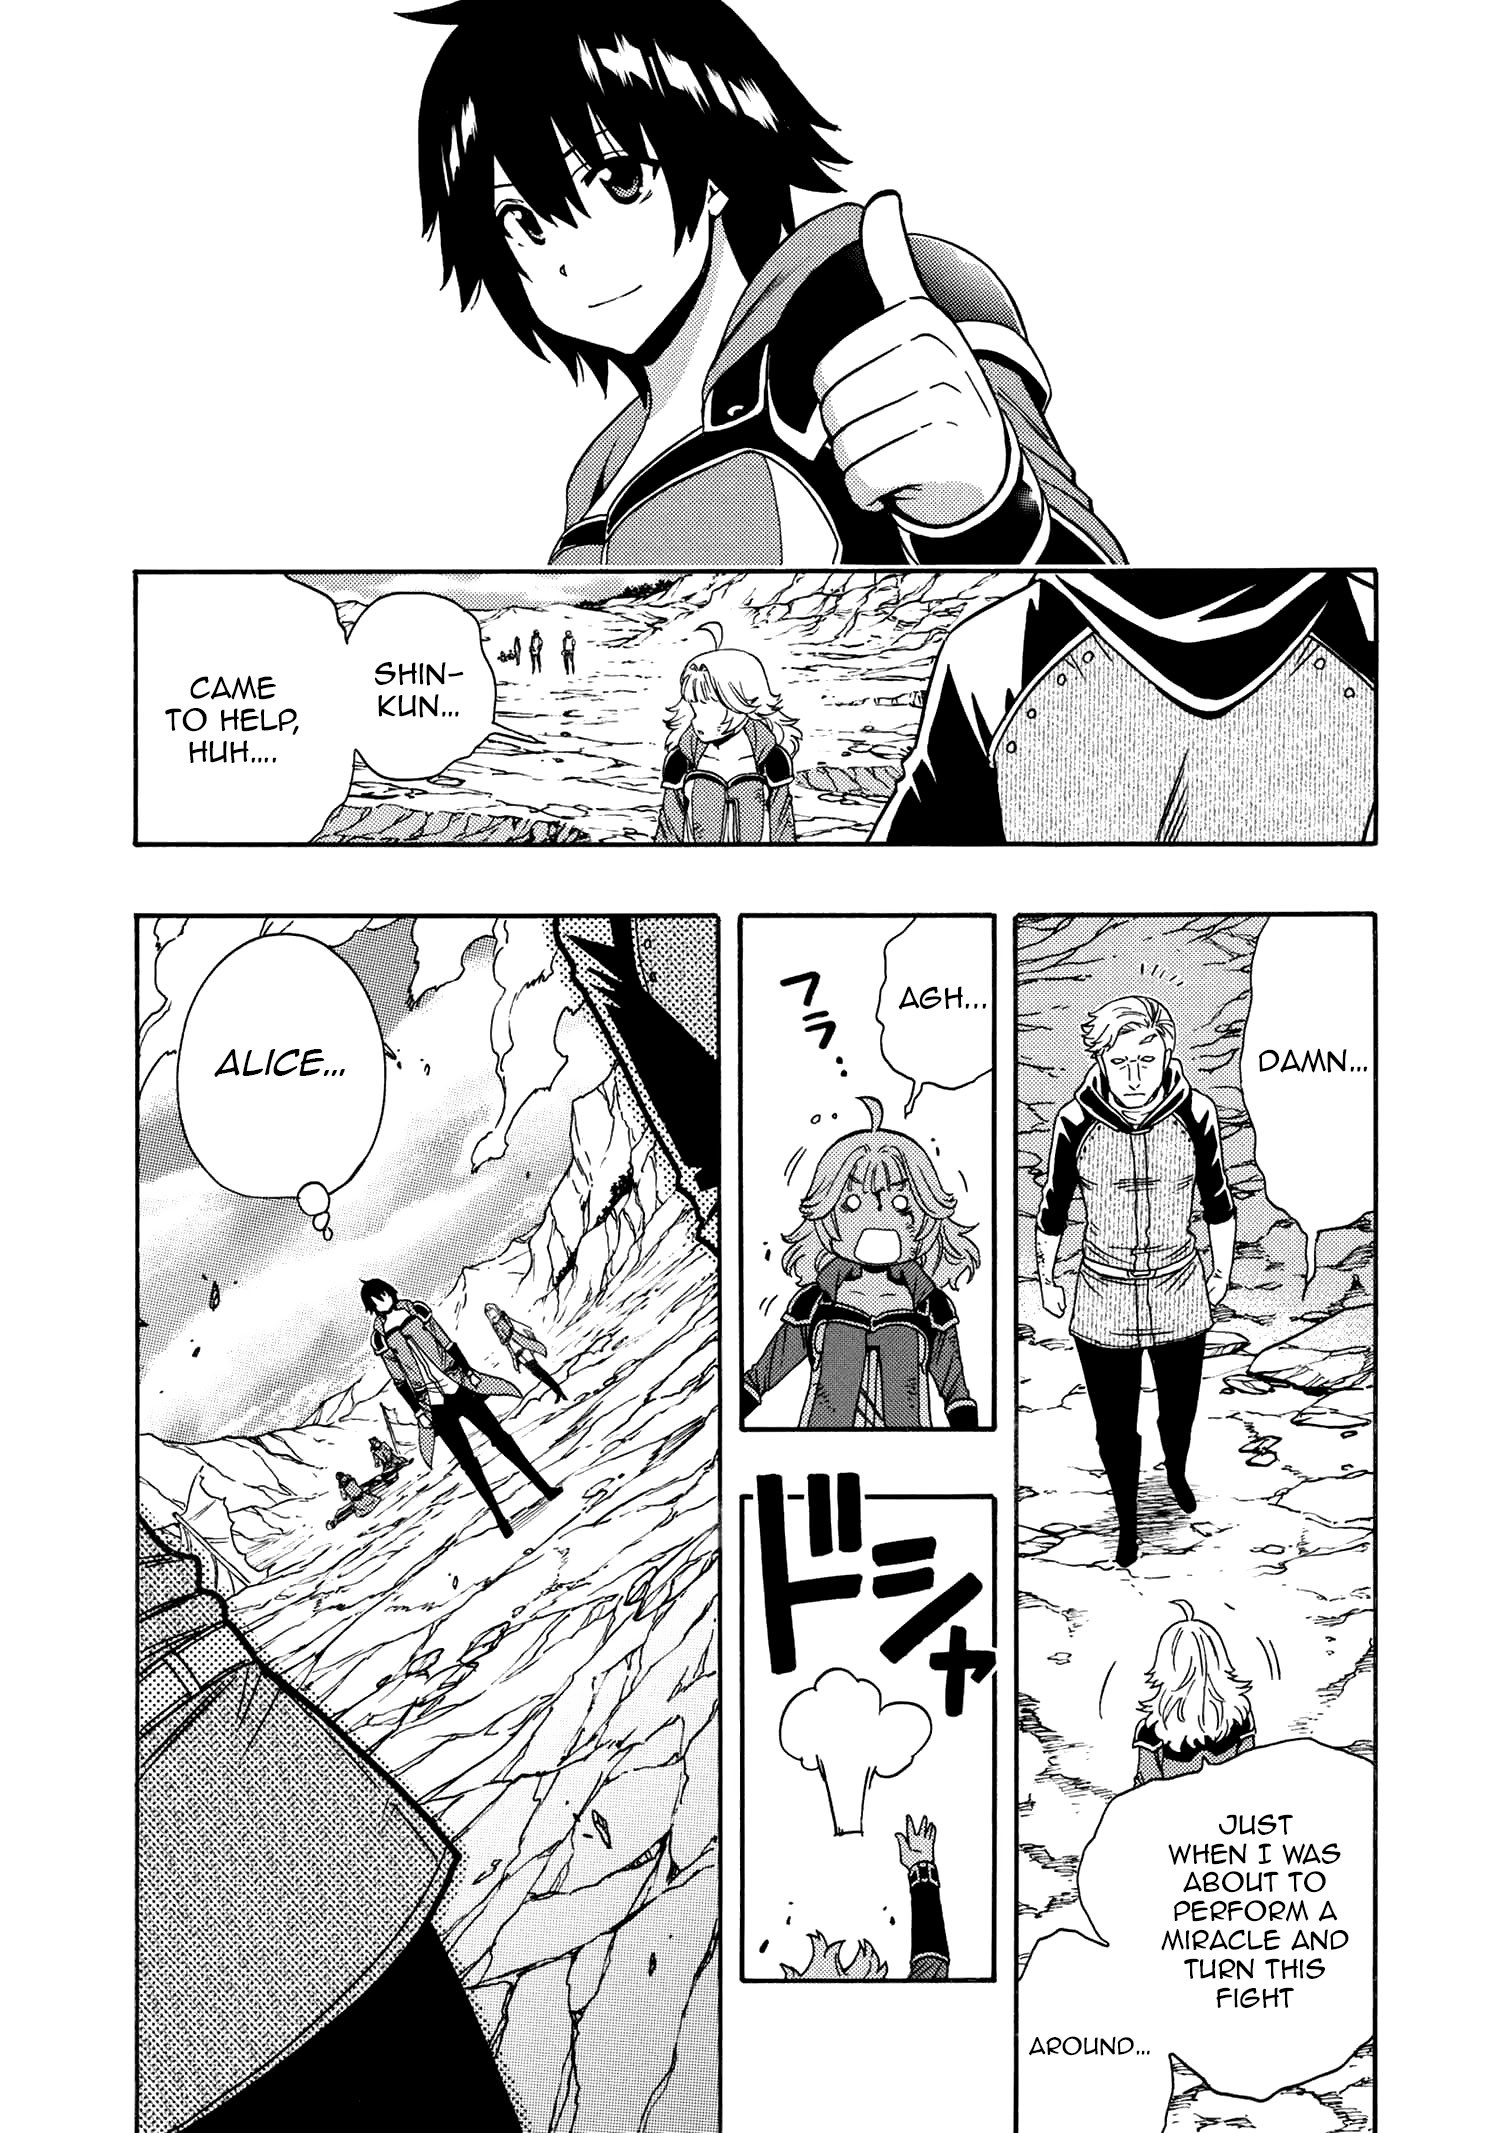 SHIN-
KUN...
CAME
TO HELP,
HUH....
DAMN...
JUST
WHEN I WAS
ABOUT TO
PERFORM A
MIRACLE AND
TURN THIS
FIGHT
AROUND...
AGH...
フラ..
ドシャ
ALICE...